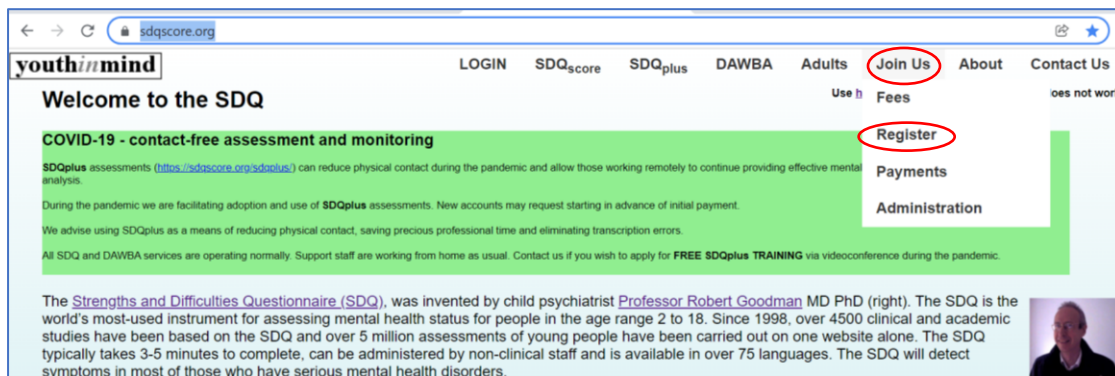 sdqscore.org
youthinmind
LOGIN SDQscore SDQplus DAWBA Adults Join Us About Contact Us
Welcome to the SDQ
Use h
Fees
oes not wor
COVID-19 - contact-free assessment and monitoring
Register
SDQplus assessments (https://sdqscore.org/sdqplus/) can reduce physical contact during the pandemic and allow those working remotely to continue providing effective mental
analysis.
Payments
During the pandemic we are facilitating adoption and use of SDQplus assessments. New accounts may request starting in advance of initial payment.
Administration
We advise using SDQplus as a means of reducing physical contact, saving precious professional time and eliminating transcription errors.
All SDQ and DAWBA services are operating normally. Support staff are working from home as usual. Contact us if you wish to apply for FREE SDQplus TRAINING via videoconference during the pandemic.
The Strengths and Difficulties Questionnaire (SDQ), was invented by child psychiatrist Professor Robert Goodman MD PhD (right). The SDQ is the
world's most-used instrument for assessing mental health status for people in the age range 2 to 18. Since 1998, over 4500 clinical and academic
studies have been based on the SDQ and over 5 million assessments of young people have been carried out on one website alone. The SDQ
typically takes 3-5 minutes to complete, can be administered by non-clinical staff and is available in over 75 languages. The SDQ will detect
symptoms in most of those who have serious mental health disorders.